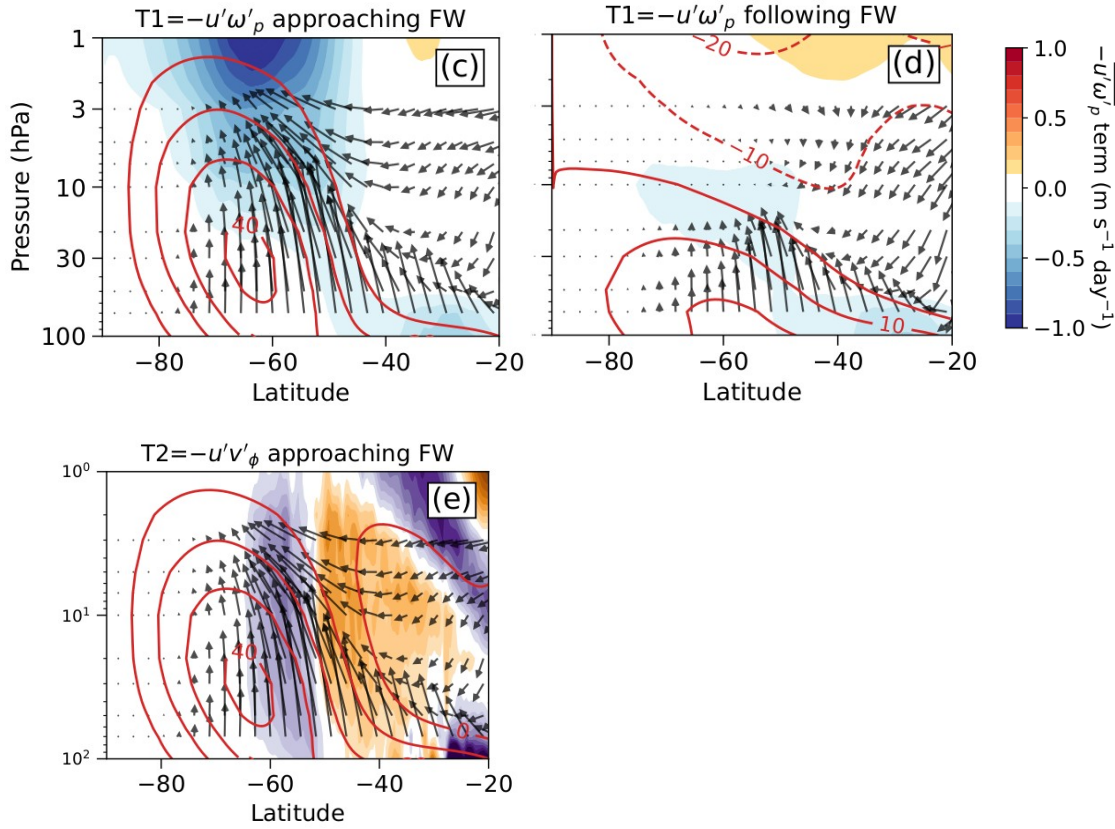 T1=−u′ω′ₚ approaching FW
T1=−u′ω′ₚ following FW
(c)
(d)
Pressure (hPa)
1
3
10
30
100
40
−20
−10
10
−80 −60 −40 −20
Latitude
−80 −60 −40 −20
Latitude
1.0
0.5
0.0
−0.5
−1.0
−u′ω′ₚ term (m s⁻¹ day⁻¹)
T2=−u′v′ᵩ approaching FW
(e)
10⁰
10¹
10²
40
0
−80 −60 −40 −20
Latitude